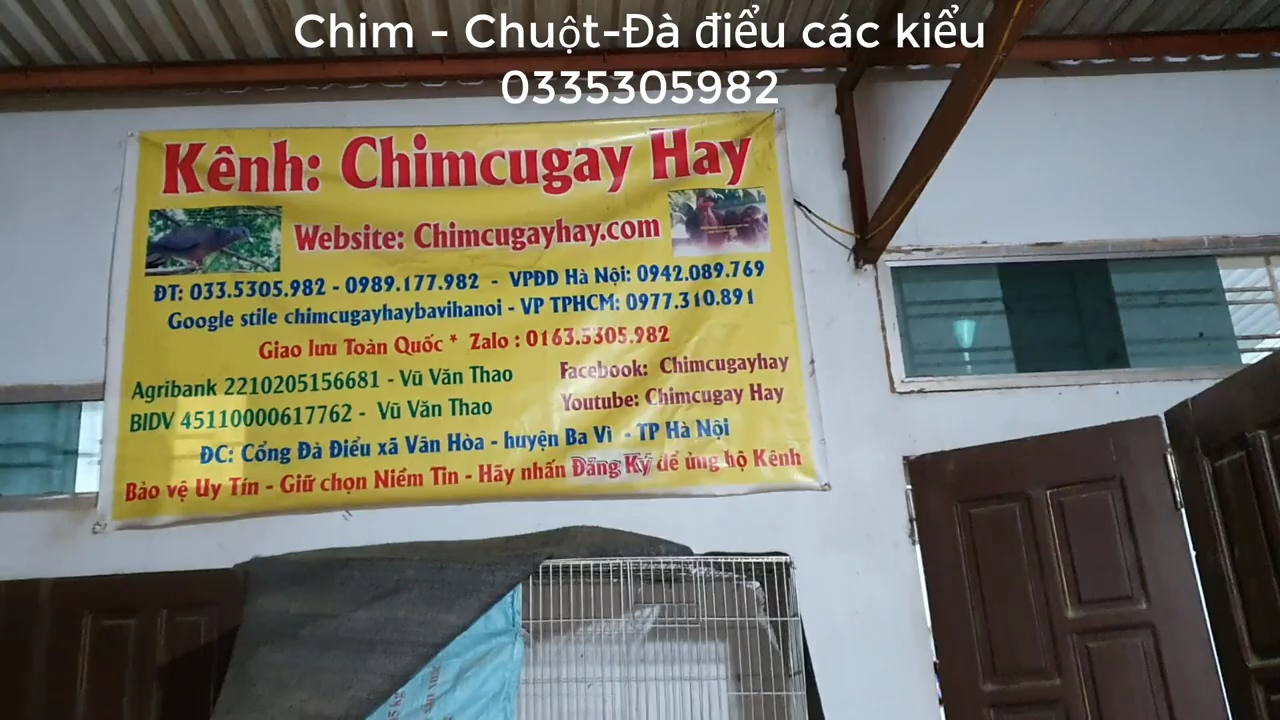 Chim - Chuột-Đà điểu các kiểu
0335305982
Kênh: Chimcugay Hay
Website: Chimcugayhay.com
ĐT: 033.5305.982 - 0989.177.982 - VPĐD Hà Nội: 0942.089.769
Google stile chimcugayhaybavihanoi - VP TPHCM: 0977.310.891
Giao lưu Toàn Quốc * Zalo : 0163.5305.982
Agribank 2210205156681 - Vũ Văn Thao
Facebook: Chimcugayhay
BIDV 45110000617762 - Vũ Văn Thao
Youtube: Chimcugay Hay
ĐC: Cổng Đà Điểu xã Vân Hòa - huyện Ba Vì - TP Hà Nội
Bảo vệ Uy Tín - Giữ chọn Niềm Tin - Hãy nhấn Đăng Ký để ủng hộ Kênh